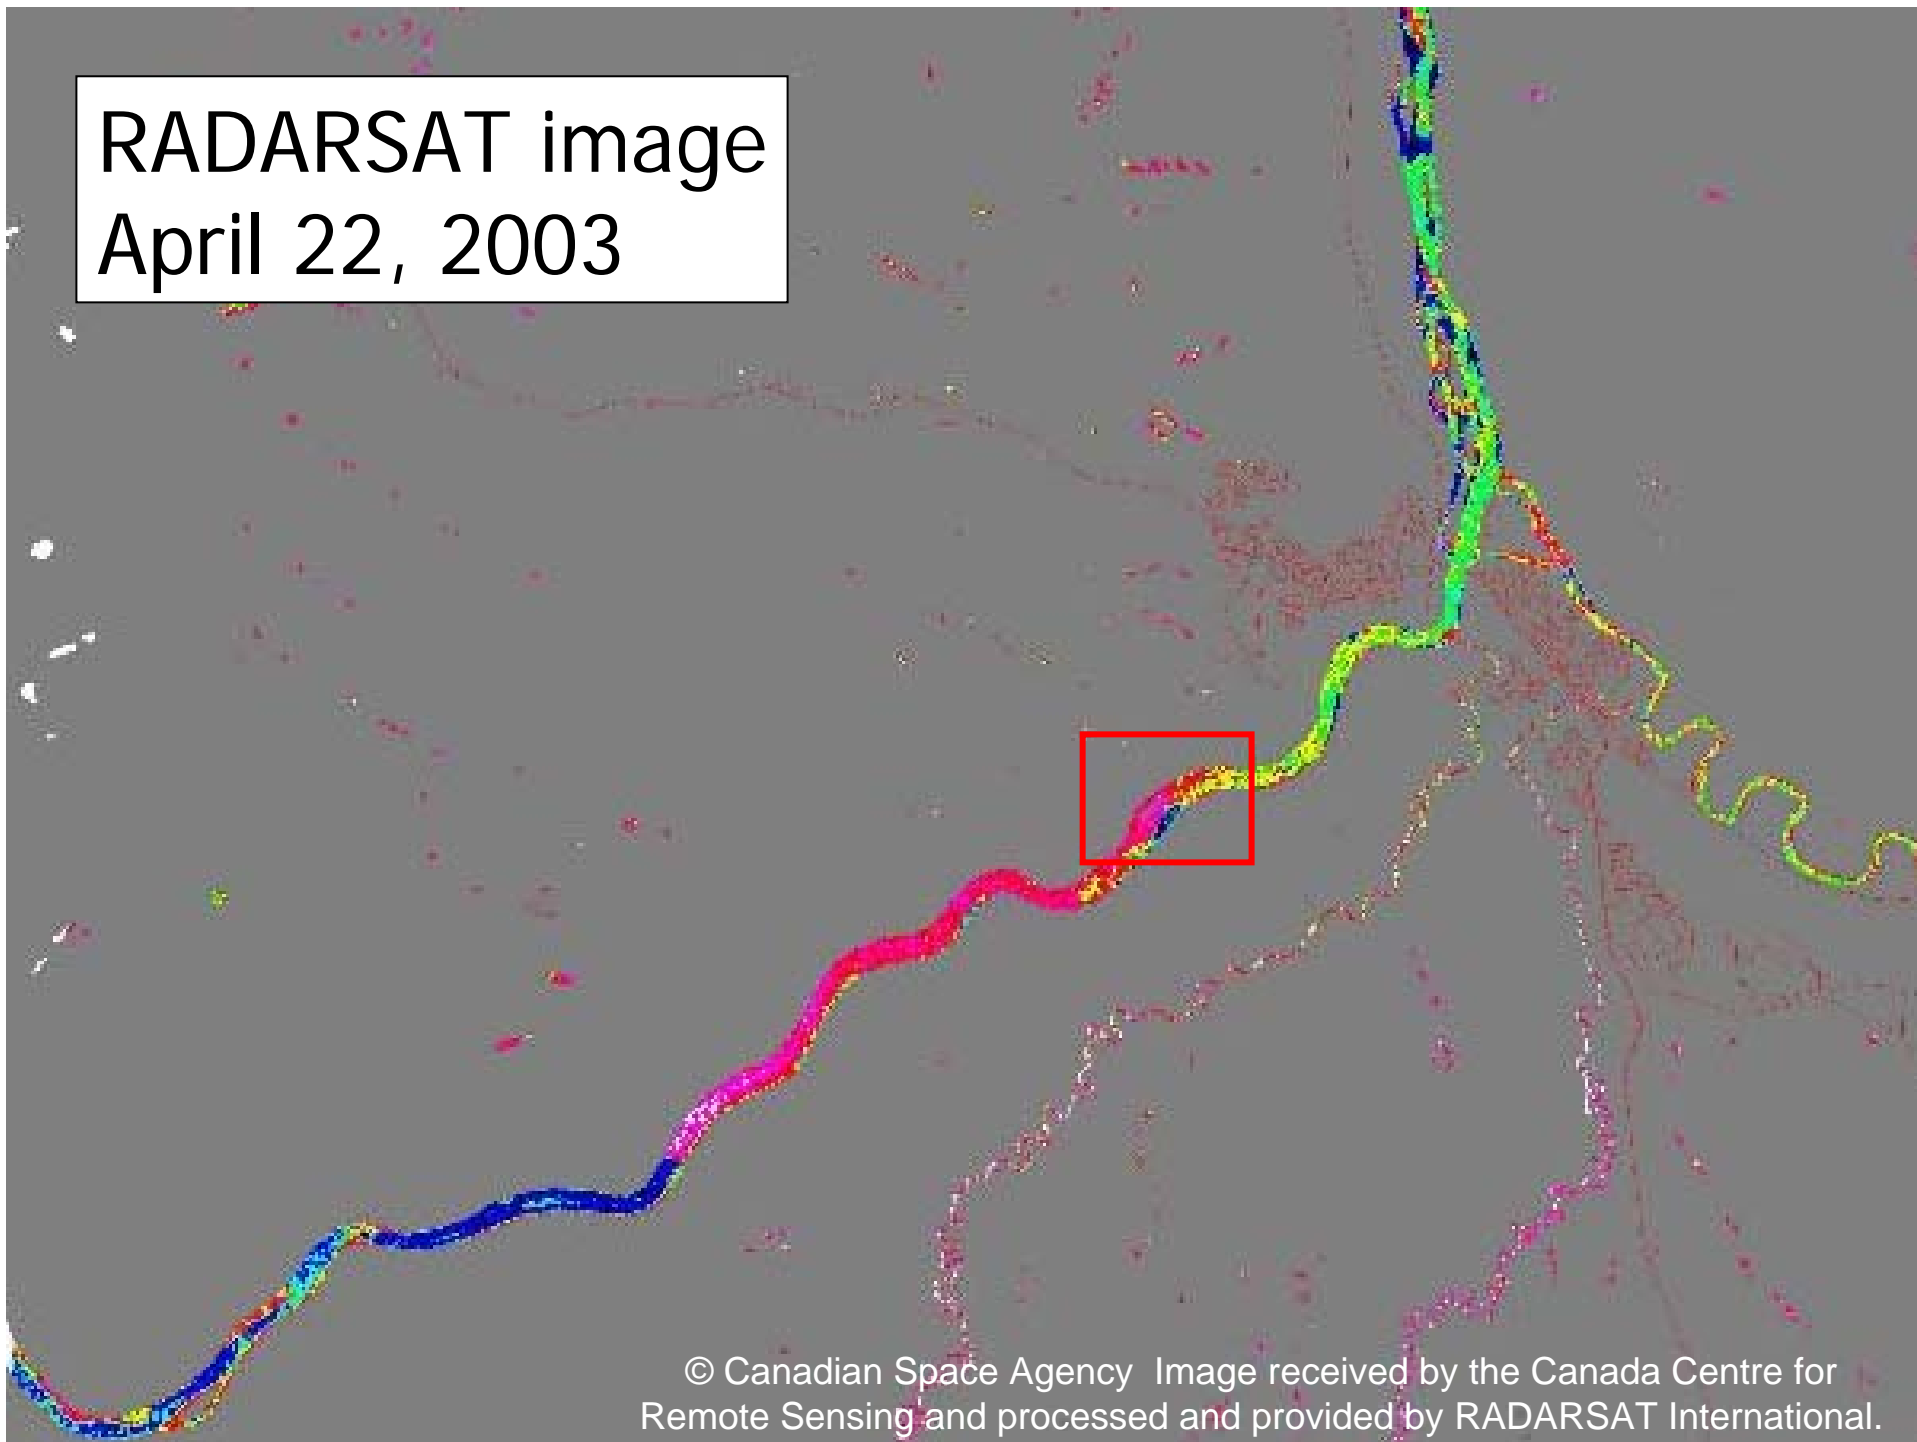 RADARSAT image
April 22, 2003
© Canadian Space Agency  Image received by the Canada Centre for
Remote Sensing and processed and provided by RADARSAT International.